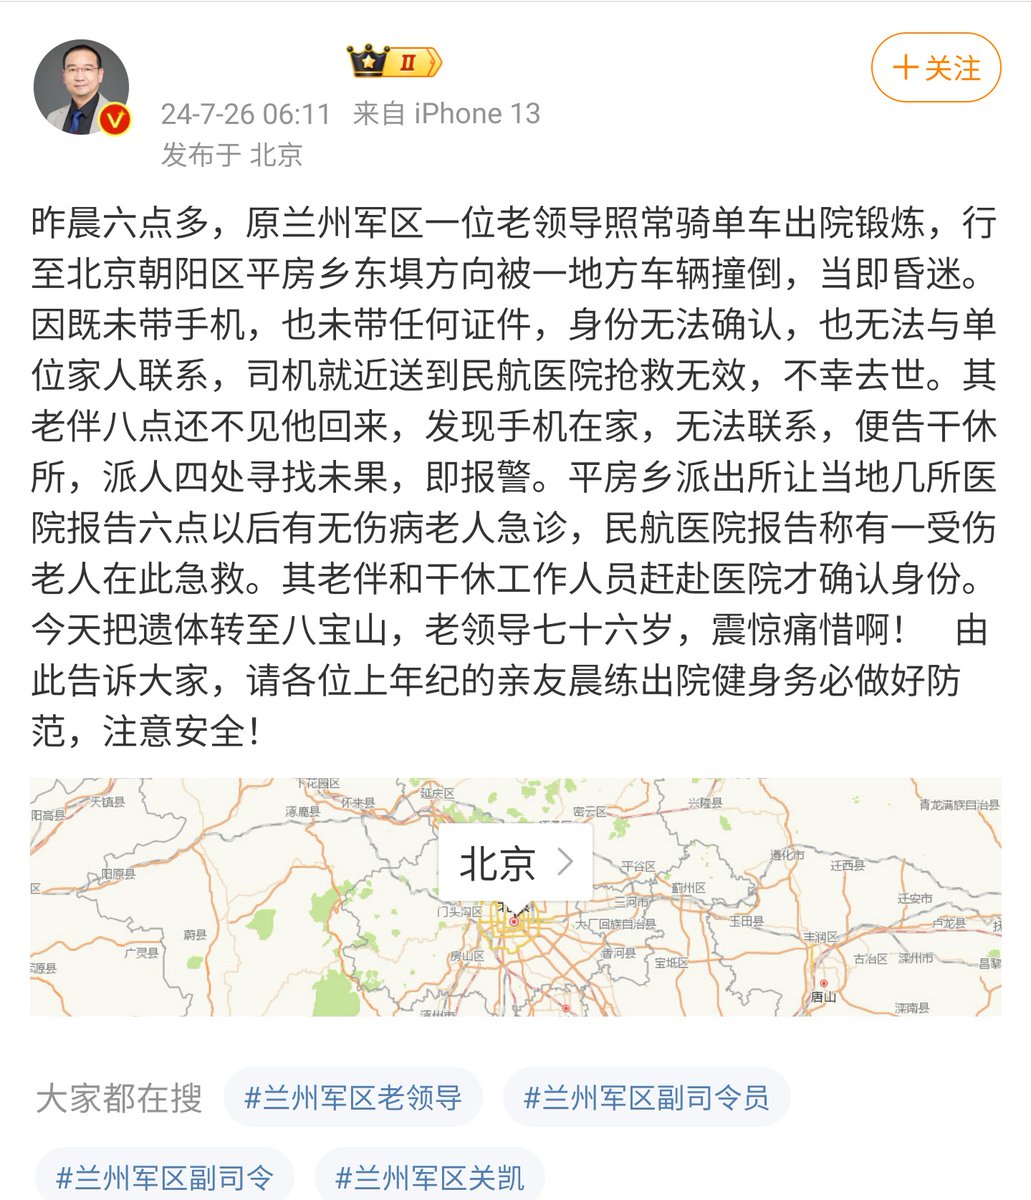 II
+关注
24-7-26 06:11 来自 iPhone 13
发布于 北京
昨晨六点多，原兰州军区一位老领导照常骑单车出院锻炼，行
至北京朝阳区平房乡东坝方向被一地方车辆撞倒，当即昏迷。
因既未带手机，也未带任何证件，身份无法确认，也无法与单
位家人联系，司机就近送到民航医院抢救无效，不幸去世。其
老伴八点还不见他回来，发现手机在家，无法联系，便告干休
所，派人四处寻找未果，即报警。平房乡派出所让当地几所医
院报告六点以后有无伤病老人急诊，民航医院报告称有一受伤
老人在此急救。其老伴和干休工作人员赶赴医院才确认身份。
今天把遗体转至八宝山，老领导七十六岁，震惊痛惜啊！ 由
此告诉大家，请各位上年纪的亲友晨练出院健身务必做好防
范，注意安全！
下花园区
延庆区
天镇县
怀来县
兴隆县
青龙满族自治县
阳高县
涿鹿县
密云区
北京
遵化市
迁西县
阳原县
平谷区
蓟州区
三河市
迁安市
门头沟区
大厂回族自治县
玉田县
卢龙县
蔚县
丰润区
广灵县
房山区
香河县
宝坻区
古冶区
滦州市
昌黎
唐山
滦南县
涿州市
大家都在搜
#兰州军区老领导
#兰州军区副司令员
#兰州军区副司令
#兰州军区关凯